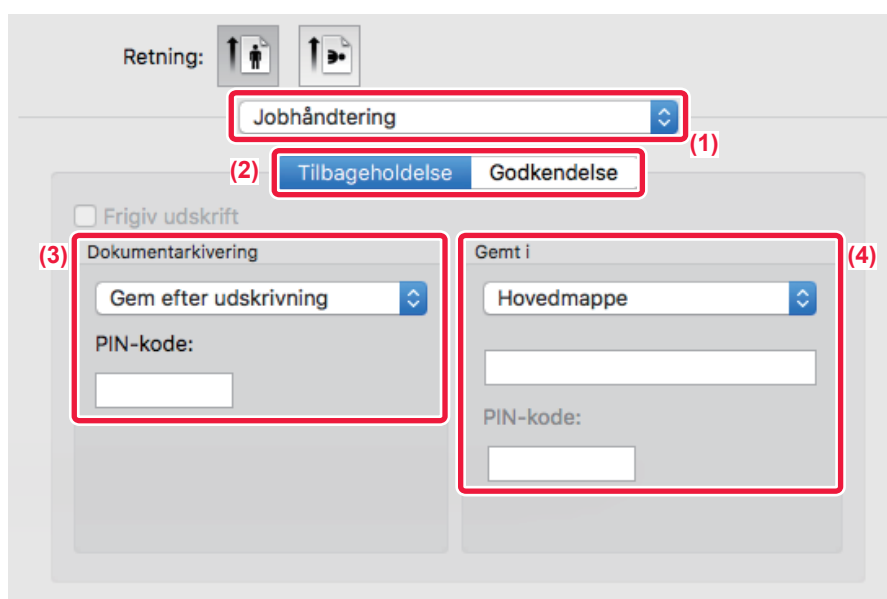 Retning:
Jobhåndtering
(1)
(2)
Tilbageholdelse Godkendelse
Frigiv udskrift
(3)
Dokumentarkivering
Gem efter udskrivning
PIN-kode:
Gemt i
(4)
Hovedmappe
PIN-kode: